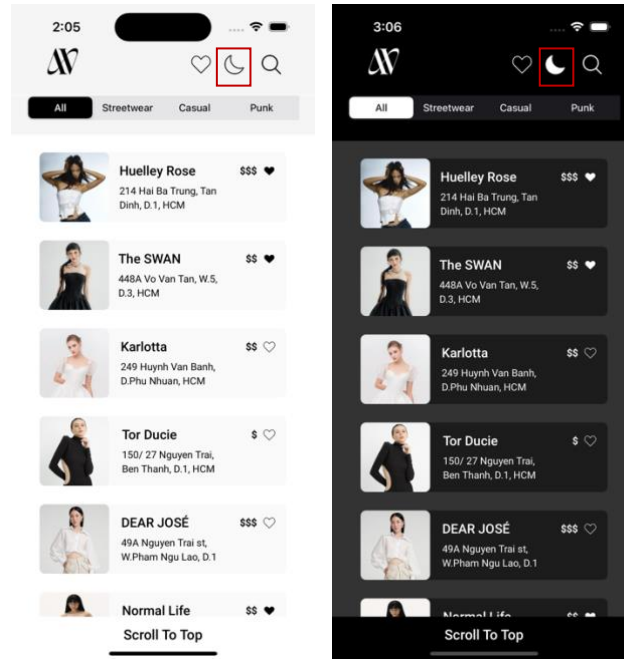 2:05
AV
All Streetwear Casual Punk
Huelley Rose $$$
214 Hai Ba Trung, Tan
Dinh, D.1, HCM
The SWAN $$
448A Vo Van Tan, W.5,
D.3, HCM
Karlotta $$
249 Huynh Van Banh,
D.Phu Nhuan, HCM
Tor Ducie $
150/ 27 Nguyen Trai,
Ben Thanh, D.1, HCM
DEAR JOSÉ $$$
49A Nguyen Trai st,
W.Pham Ngu Lao, D.1
Normal Life $$
Scroll To Top
3:06
AV
All Streetwear Casual Punk
Huelley Rose $$$
214 Hai Ba Trung, Tan
Dinh, D.1, HCM
The SWAN $$
448A Vo Van Tan, W.5,
D.3, HCM
Karlotta $$
249 Huynh Van Banh,
D.Phu Nhuan, HCM
Tor Ducie $
150/ 27 Nguyen Trai,
Ben Thanh, D.1, HCM
DEAR JOSÉ $$$
49A Nguyen Trai st,
W.Pham Ngu Lao, D.1
Normal Life $$
Scroll To Top